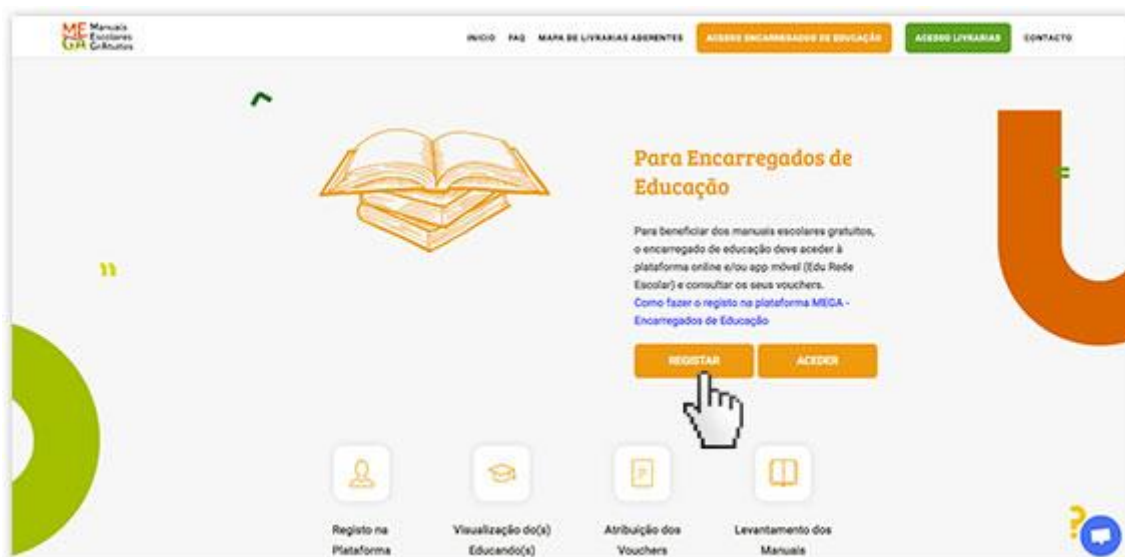 MEGA Manuais
Escolares
GrAtuitos
INICIO FAQ MAPA DE LIVRARIAS ADERENTES ACESSO ENCARREGADOS DE EDUCAÇÃO ACESSO LIVRARIAS CONTACTO
Para Encarregados de
Educação
Para beneficiar dos manuais escolares gratuitos,
o encarregado de educação deve aceder à
plataforma online e/ou app móvel (Edu Rede
Escolar) e consultar os seus vouchers.
Como fazer o registo na plataforma MEGA -
Encarregados de Educação
REGISTAR ACEDER
Registo na
Plataforma
Visualização do(s)
Educando(s)
Atribuição dos
Vouchers
Levantamento dos
Manuais